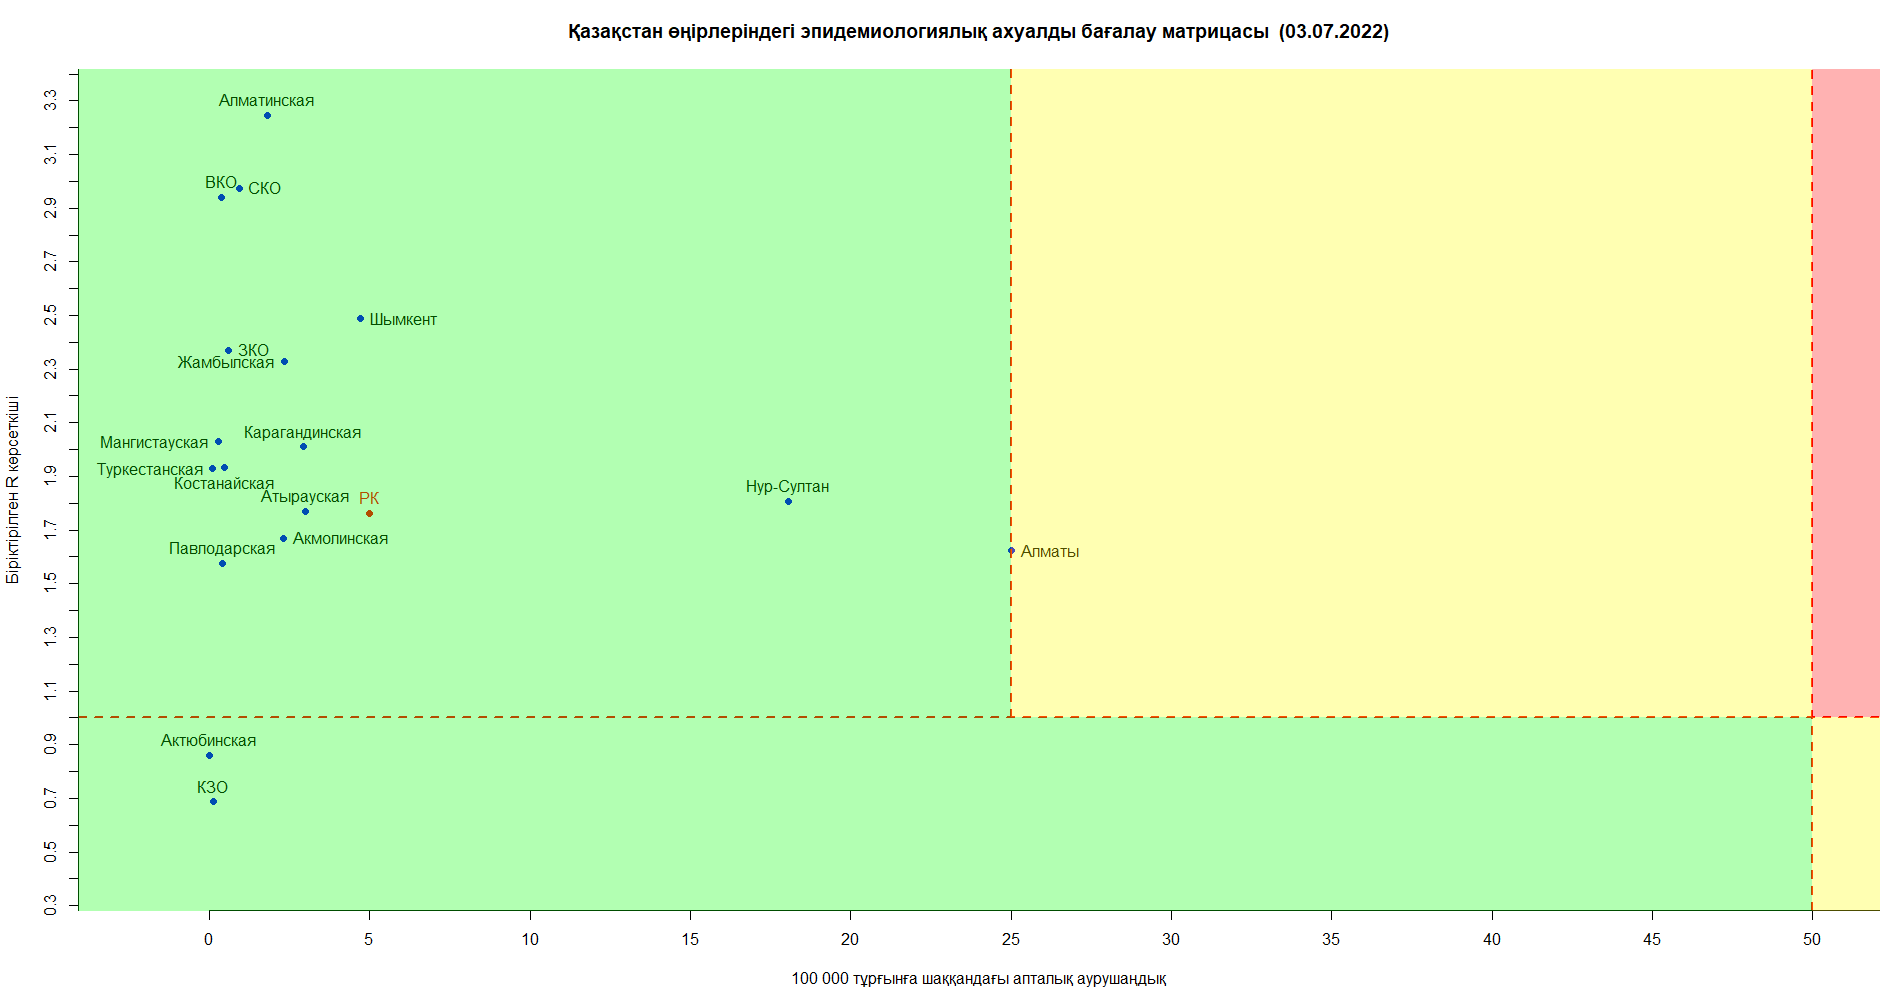 Қазақстан өңірлеріндегі эпидемиологиялық ахуалды бағалау матрицасы (03.07.2022)
3.3
3.1
2.9
2.7
2.5
2.3
2.1
1.9
1.7
1.5
1.3
1.1
0.9
0.7
0.5
0.3
Біріктірілген R көрсеткіші
Алматинская
ВКО
СКО
Шымкент
ЗКО
Жамбылская
Карагандинская
Мангистауская
Туркестанская
Костанайская
Нур-Султан
Атырауская
РК
Акмолинская
Павлодарская
Алматы
Актюбинская
КЗО
0
5
10
15
20
25
30
35
40
45
50
100 000 тұрғынға шаққандағы апталық аурушаңдық